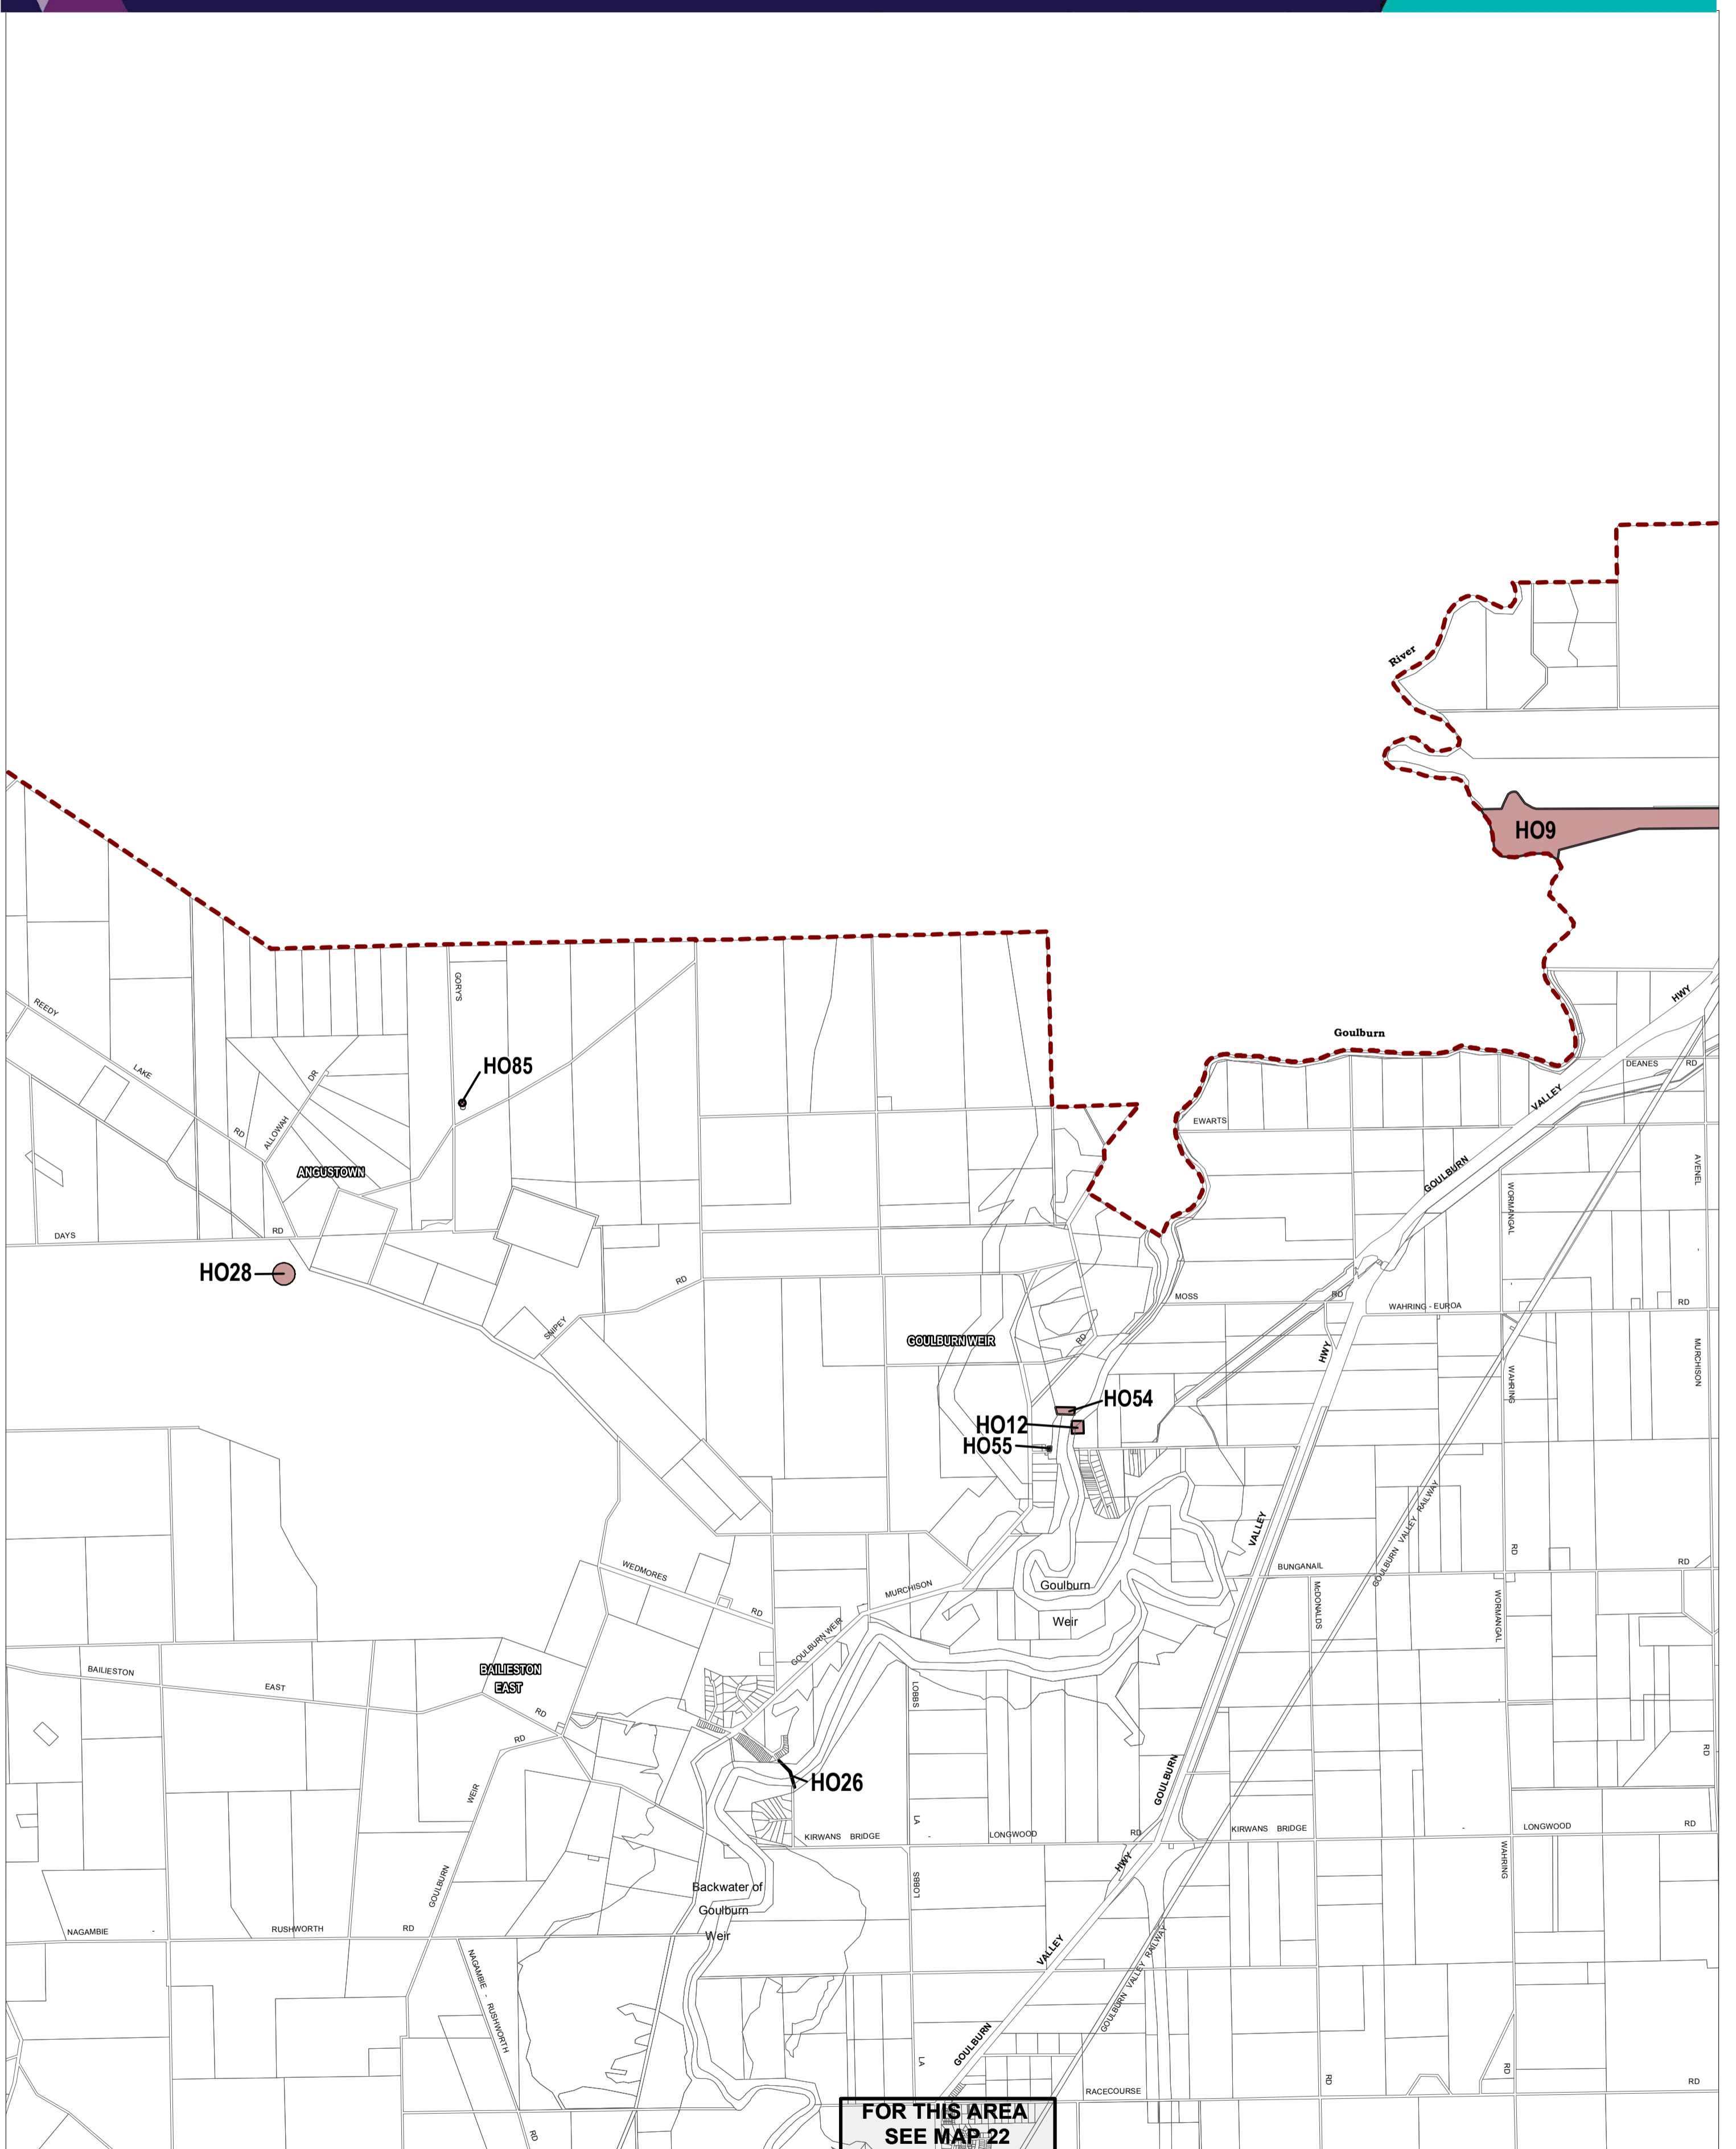 River
HO9
REEDY
GORYS
HWY
Goulburn
LAKE
DR
HO85
DEANES
RD
VALLEY
RD
ALLOWAH
EWARTS
ANGUSTOWN
GOULBURN
AVENEL
WORMANGAL
-
DAYS
RD
HO28
RD
MOSS
RD
WAHRING - EUROA
RD
SNIPEY
GOULBURN WEIR
RD
HWY
MURCHISON
WAHRING
HO54
HO12
HO55
GOULBURN VALLEY RAILWAY
VALLEY
RD
WEDMORES
BUNGANAIL
RD
MURCHISON
Goulburn
McDONALDS
WORMANGAL
RD
Weir
GOULBURN WEIR
BAILIESTON
EAST
BAILIESTON
EAST
LOBBS
RD
RD
RD
GOULBURN
HO26
WEIR
LA
KIRWANS BRIDGE
-
LONGWOOD
RD
KIRWANS BRIDGE
-
LONGWOOD
RD
HWY
WAHRING
Backwater of
LOBBS
GOULBURN
Goulburn
Weir
NAGAMBIE
-
RUSHWORTH
RD
VALLEY
GOULBURN VALLEY RAILWAY
NAGAMBIE - RUSHWORTH
GOULBURN
LA
RD
RD
RD
RACECOURSE
FOR THIS AREA
SEE MAP 22
RD